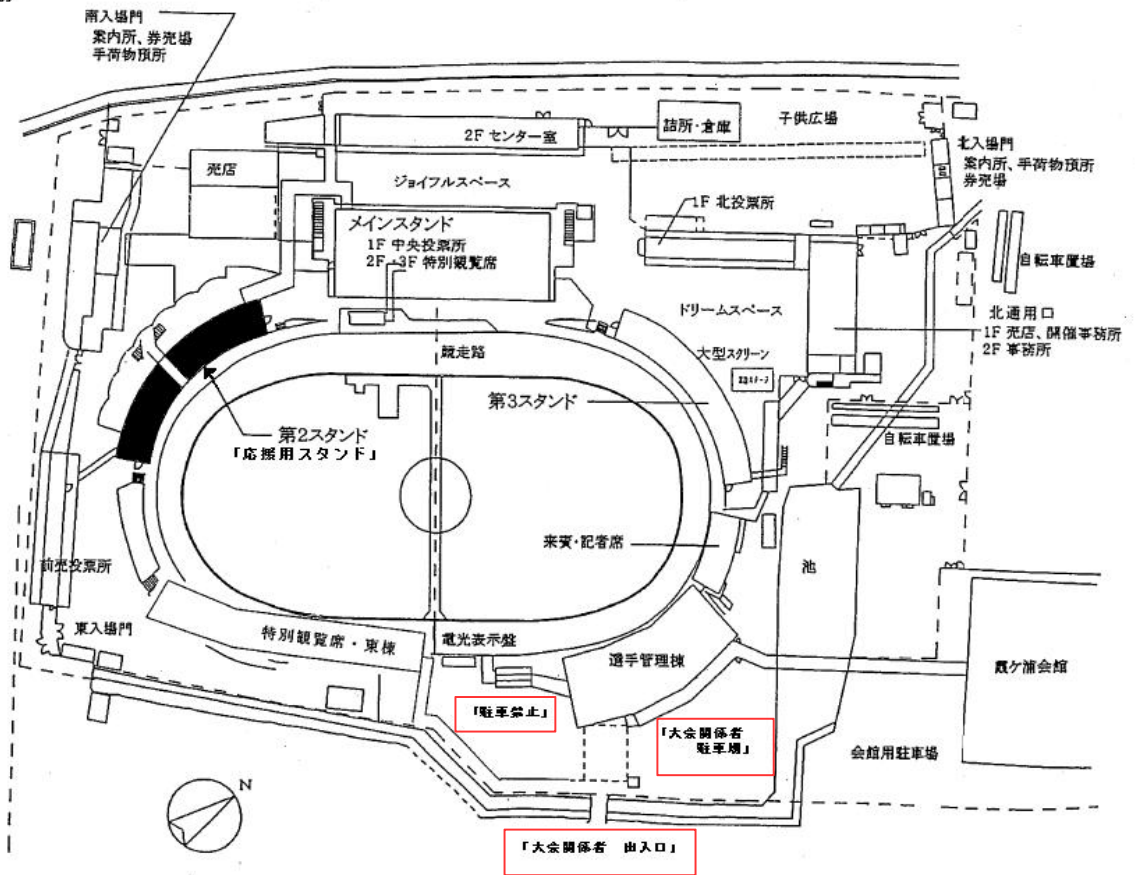 南入場門
案内所、券売場
手荷物預所
2F センター室
詰所・倉庫
子供広場
北入場門
案内所、手荷物預所
券売場
売店
ジョイフルスペース
1F 北投票所
メインスタンド
1F 中央投票所
2F・3F 特別観覧席
自転車置場
ドリームスペース
北通用口
1F 売店、開催事務所
2F 事務所
競走路
大型スクリーン
第3スタンド
第2スタンド
「応援用スタンド」
自転車置場
来賓・記者席
池
前売投票所
東入場門
特別観覧席・東棟
電光表示盤
選手管理棟
霞ケ浦会館
「駐車禁止」
「大会関係者
駐車場」
会館用駐車場
N
「大会関係者 出入口」